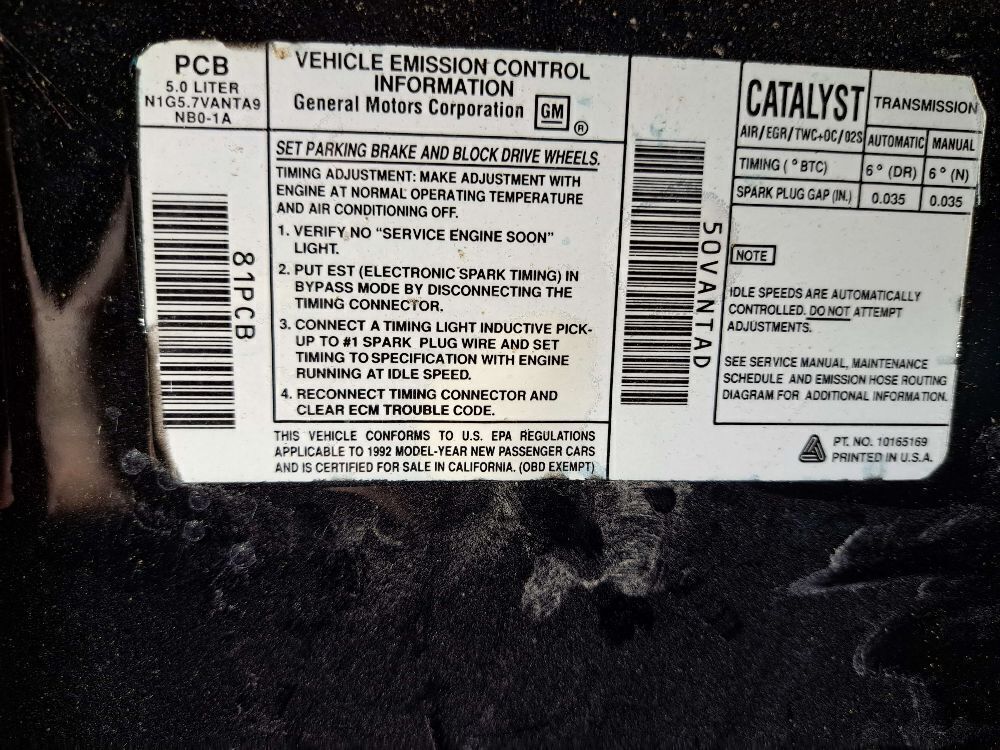 PCB
5.0 LITER
N1G5.7VANTA9
NB0-1A
81PCB
VEHICLE EMISSION CONTROL
INFORMATION
General Motors Corporation GM ®
SET PARKING BRAKE AND BLOCK DRIVE WHEELS.
TIMING ADJUSTMENT: MAKE ADJUSTMENT WITH
ENGINE AT NORMAL OPERATING TEMPERATURE
AND AIR CONDITIONING OFF.
1. VERIFY NO "SERVICE ENGINE SOON"
LIGHT.
2. PUT EST (ELECTRONIC SPARK TIMING) IN
BYPASS MODE BY DISCONNECTING THE
TIMING CONNECTOR.
3. CONNECT A TIMING LIGHT INDUCTIVE PICK-
UP TO #1 SPARK PLUG WIRE AND SET
TIMING TO SPECIFICATION WITH ENGINE
RUNNING AT IDLE SPEED.
4. RECONNECT TIMING CONNECTOR AND
CLEAR ECM TROUBLE CODE.
THIS VEHICLE CONFORMS TO U.S. EPA REGULATIONS
APPLICABLE TO 1992 MODEL-YEAR NEW PASSENGER CARS
AND IS CERTIFIED FOR SALE IN CALIFORNIA. (OBD EXEMPT)
50VANTAD
CATALYST
AIR/EGR/TWC+OC/02S
TRANSMISSION
AUTOMATIC MANUAL
TIMING (°BTC) 6° (DR) 6° (N)
SPARK PLUG GAP (IN.) 0.035 0.035
NOTE
IDLE SPEEDS ARE AUTOMATICALLY
CONTROLLED. DO NOT ATTEMPT
ADJUSTMENTS.
SEE SERVICE MANUAL, MAINTENANCE
SCHEDULE AND EMISSION HOSE ROUTING
DIAGRAM FOR ADDITIONAL INFORMATION.
PT. NO. 10165169
PRINTED IN U.S.A.